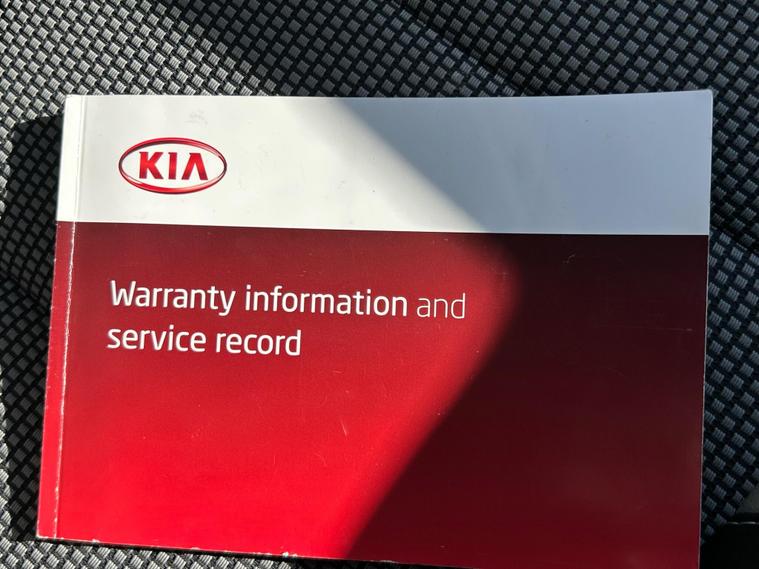 KIA
Warranty information and
service record